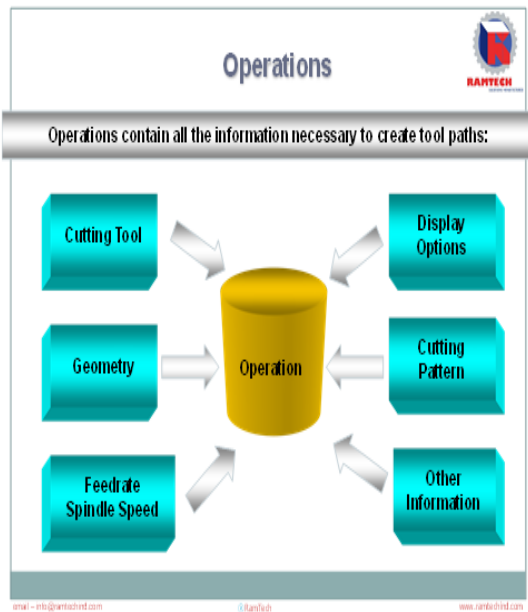 Operations
RAMTECH
Operations contain all the information necessary to create tool paths:
Cutting Tool
Display
Options
Geometry
Operation
Cutting
Pattern
Feedrate
Spindle Speed
Other
Information
email – info@ramtechind.com
RamTech
www.ramtechind.com